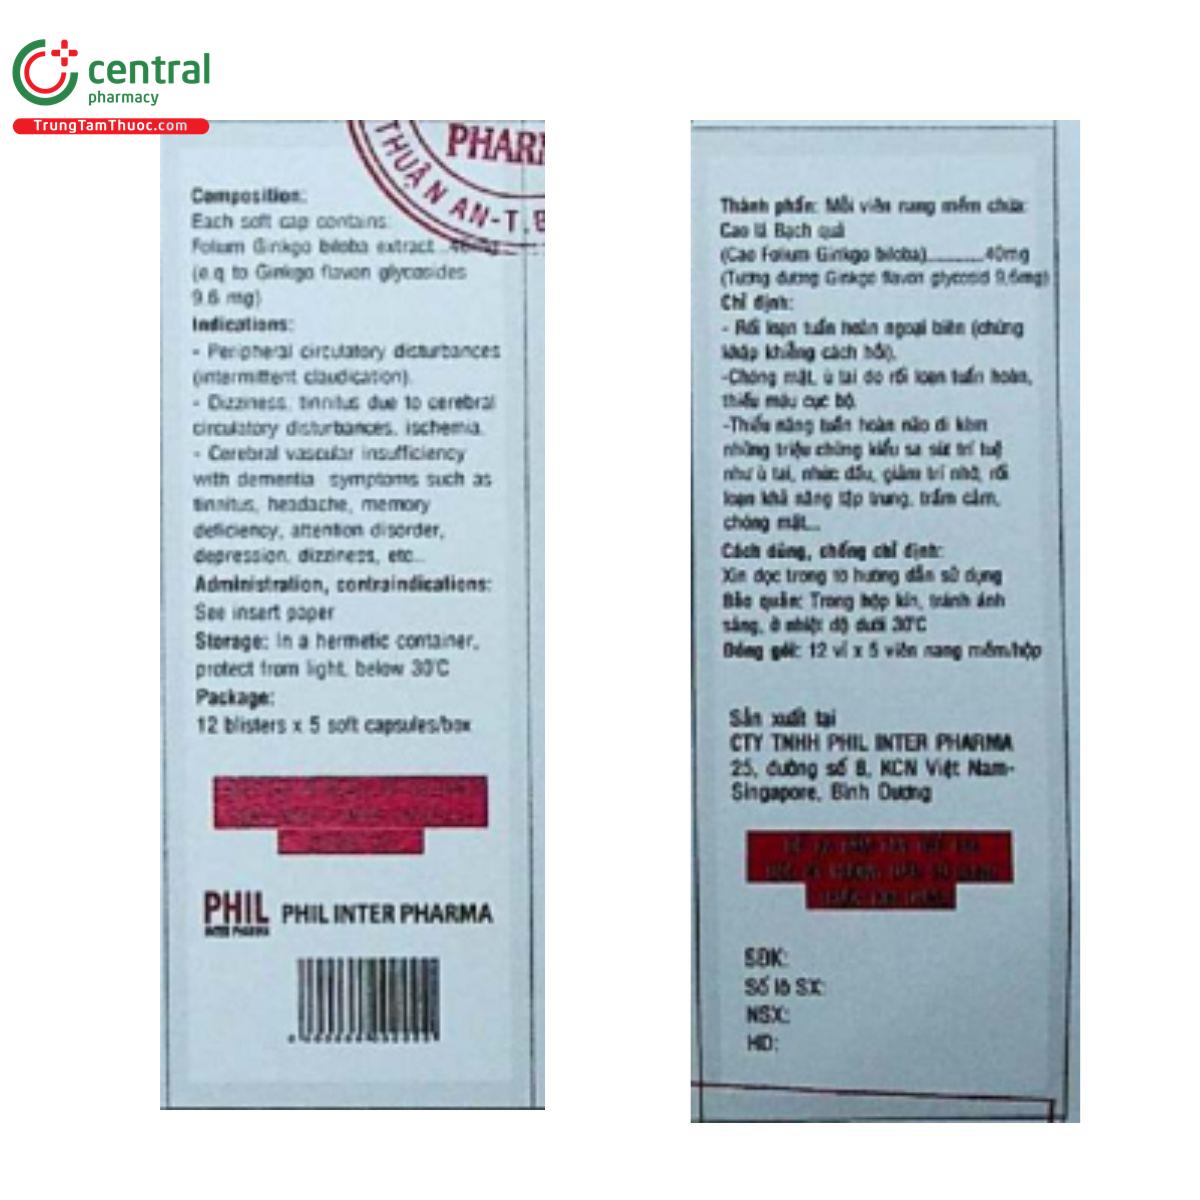 central
pharmacy
TrungTamThuoc.com
PHAR
THUẬN AN-T.B
Composition:
Each soft cap contains:
Folium Ginkgo biloba extract ..40mg
(e.q to Ginkgo flavon glycosides
9.6 mg)
Indications:
- Peripheral circulatory disturbances
(intermittent claudication).
- Dizziness, tinnitus due to cerebral
circulatory disturbances, ischemia.
- Cerebral vascular insufficiency
with dementia symptoms such as
tinnitus, headache, memory
deficiency, attention disorder,
depression, dizziness, etc...
Administration, contraindications:
See insert paper
Storage: In a hermetic container,
protect from light, below 30°C
Package:
12 blisters x 5 soft capsules/box
PHIL
INTER PHARMA
PHIL INTER PHARMA
Thành phần: Mỗi viên nang mềm chứa:
Cao lá Bạch quả
(Cao Folium Ginkgo biloba)..........40mg
(Tương đương Ginkgo flavon glycosid 9,6mg)
Chỉ định:
- Rối loạn tuần hoàn ngoại biên (chứng
khập khiễng cách hồi).
-Chóng mặt, ù tai do rối loạn tuần hoàn,
thiếu máu cục bộ.
-Thiểu năng tuần hoàn não đi kèm
những triệu chứng kiểu sa sút trí tuệ
như ù tai, nhức đầu, giảm trí nhớ, rối
loạn khả năng tập trung, trầm cảm,
chóng mặt...
Cách dùng, chống chỉ định:
Xin đọc trong tờ hướng dẫn sử dụng
Bảo quản: Trong hộp kín, tránh ánh
sáng, ở nhiệt độ dưới 30°C
Đóng gói: 12 vỉ x 5 viên nang mềm/hộp
Sản xuất tại
CTY TNHH PHIL INTER PHARMA
25, đường số 8, KCN Việt Nam-
Singapore, Bình Dương
SĐK:
Số lô SX:
NSX:
HD: